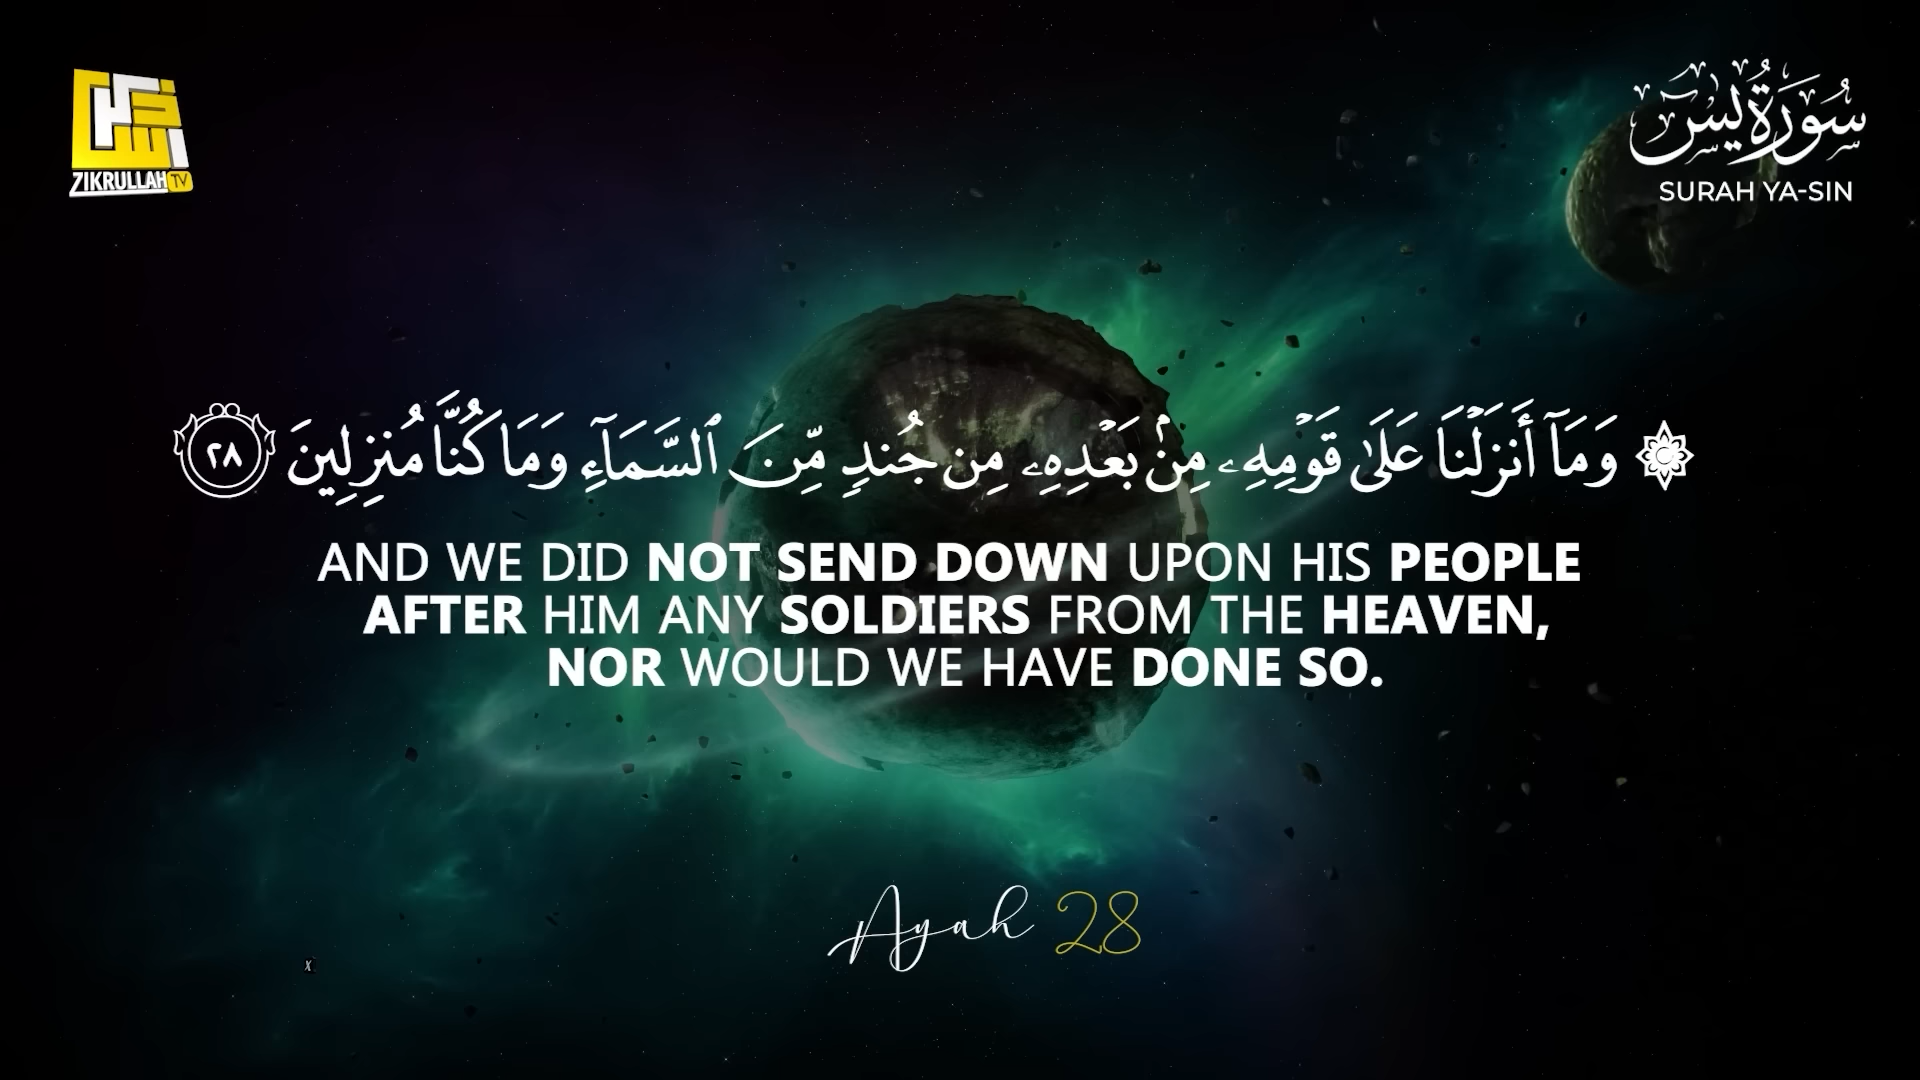 ZIKRULLAH TV
سُورَةُ يسٓ
SURAH YA-SIN
۞ وَمَآ أَنزَلْنَا عَلَىٰ قَوْمِهِۦ مِنۢ بَعْدِهِۦ مِن جُندٍ مِّنَ ٱلسَّمَآءِ وَمَا كُنَّا مُنزِلِينَ ٢٨
AND WE DID NOT SEND DOWN UPON HIS PEOPLE
AFTER HIM ANY SOLDIERS FROM THE HEAVEN,
NOR WOULD WE HAVE DONE SO.
Ayah 28
X